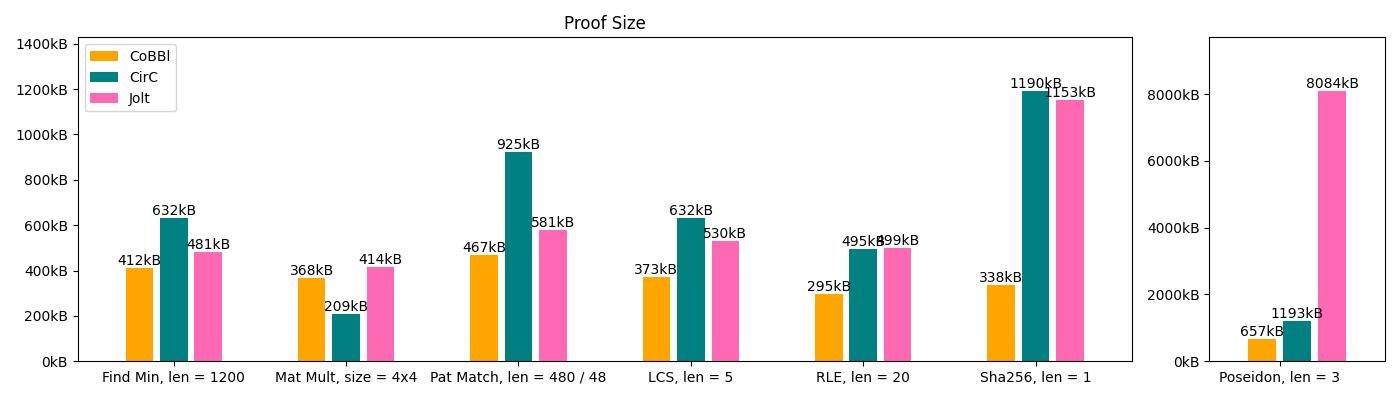 Proof Size
1400kB
1200kB
1000kB
800kB
600kB
400kB
200kB
0kB
CoBBl
CirC
Jolt
412kB
632kB
481kB
368kB
209kB
414kB
467kB
925kB
581kB
373kB
632kB
530kB
295kB
495kB
499kB
338kB
1190kB
1153kB
Find Min, len = 1200
Mat Mult, size = 4x4
Pat Match, len = 480 / 48
LCS, len = 5
RLE, len = 20
Sha256, len = 1
8000kB
6000kB
4000kB
2000kB
0kB
657kB
1193kB
8084kB
Poseidon, len = 3